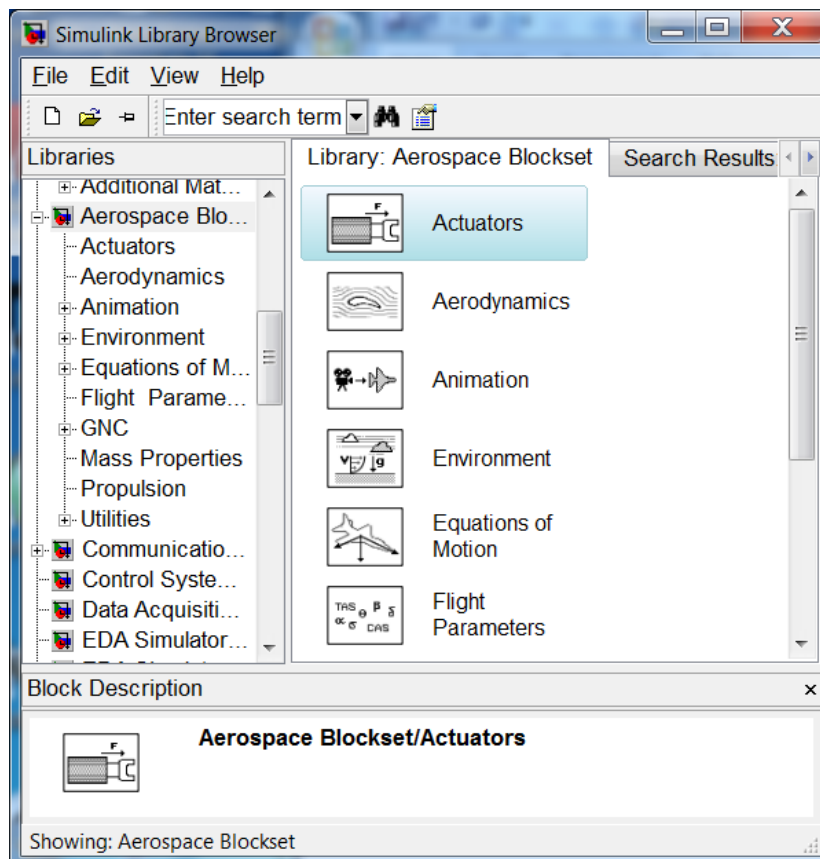 Simulink Library Browser
File Edit View Help
Enter search term
Libraries
Library: Aerospace Blockset
Search Results
Additional Mat...
Aerospace Blo...
Actuators
Aerodynamics
Animation
Environment
Equations of M...
Flight Parame...
GNC
Mass Properties
Propulsion
Utilities
Communicatio...
Control Syste...
Data Acquisiti...
EDA Simulator...
F
Actuators
Aerodynamics
Animation
V g
Environment
Equations of
Motion
TAS θ β δ
α σ CAS
Flight
Parameters
Block Description
F
Aerospace Blockset/Actuators
Showing: Aerospace Blockset